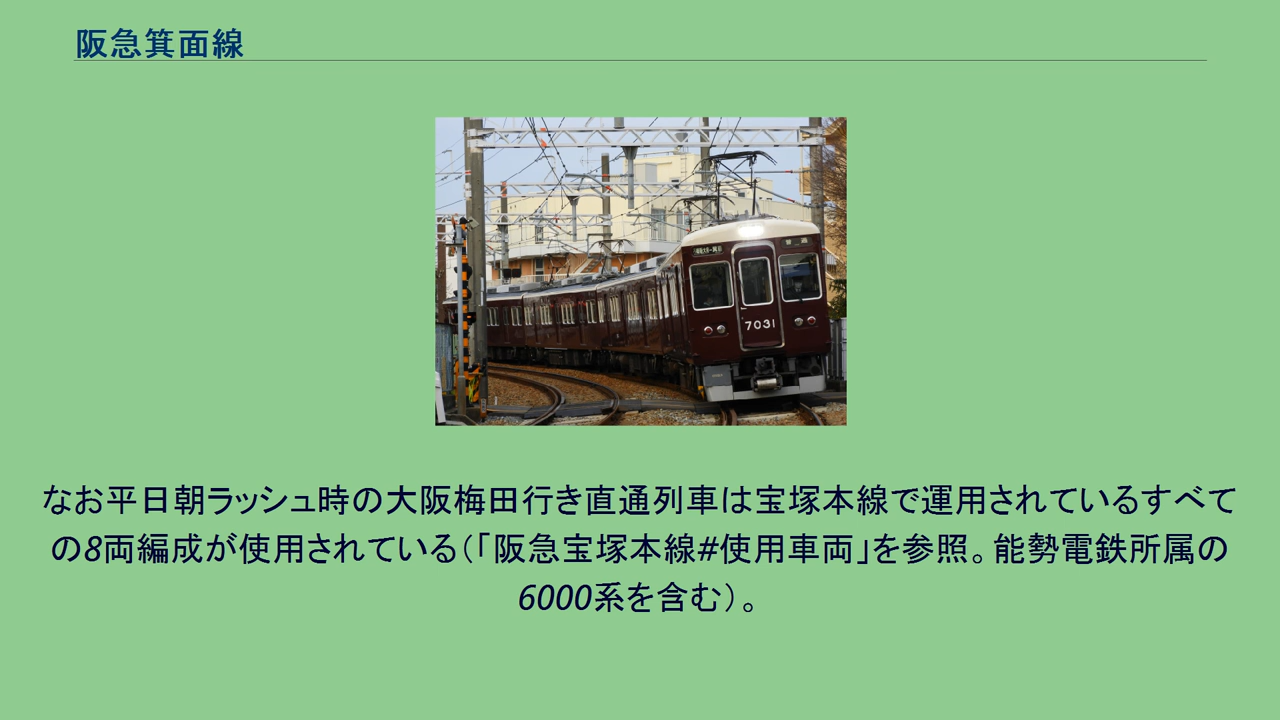 阪急箕面線
7031
なお平日朝ラッシュ時の大阪梅田行き直通列車は宝塚本線で運用されているすべて
の8両編成が使用されている(「阪急宝塚本線#使用車両」を参照。能勢電鉄所属の
6000系を含む)。